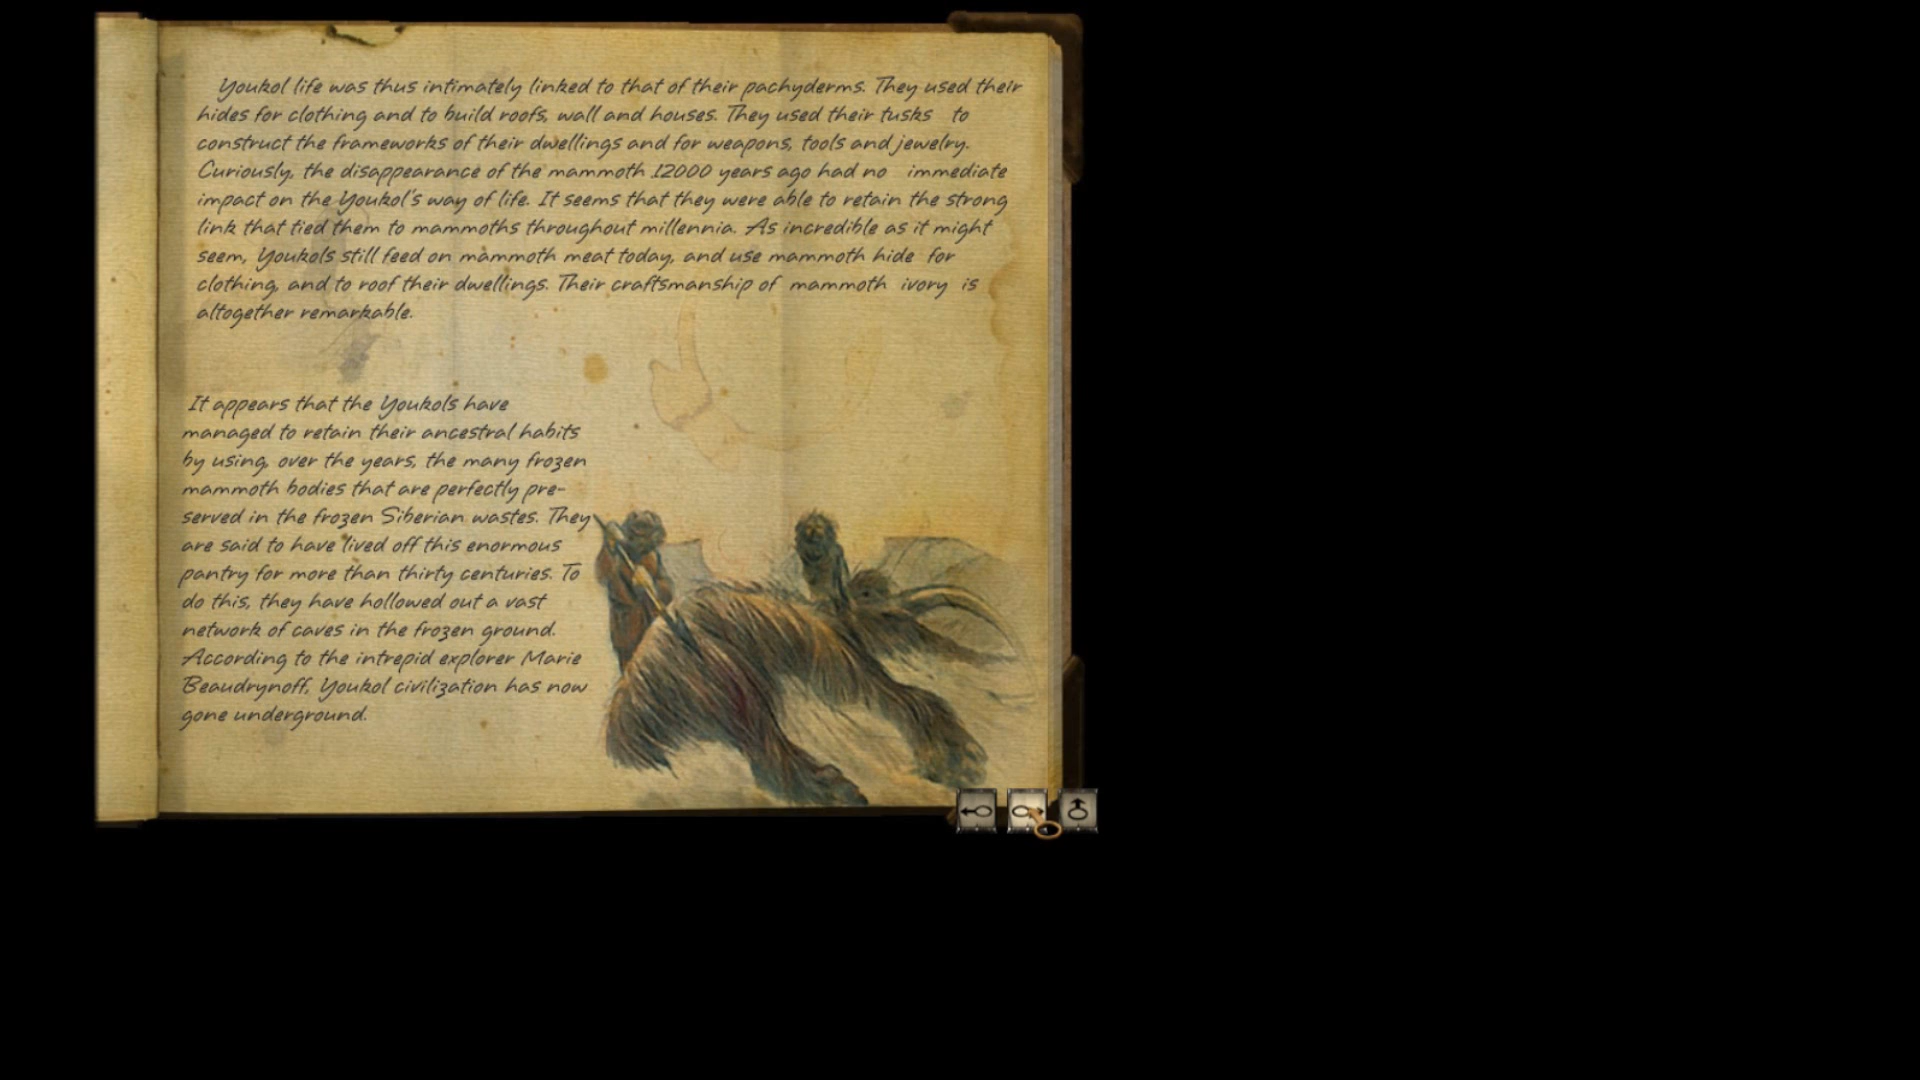 Youkol life was thus intimately linked to that of their pachyderms. They used their
hides for clothing and to build roofs, wall and houses. They used their tusks to
construct the frameworks of their dwellings and for weapons, tools and jewelry.
Curiously, the disappearance of the mammoth 12000 years ago had no immediate
impact on the Youkol's way of life. It seems that they were able to retain the strong
link that tied them to mammoths throughout millennia. As incredible as it might
seem, Youkols still feed on mammoth meat today, and use mammoth hide for
clothing, and to roof their dwellings. Their craftsmanship of mammoth ivory is
altogether remarkable.
It appears that the Youkols have
managed to retain their ancestral habits
by using, over the years, the many frozen
mammoth bodies that are perfectly pre-
served in the frozen Siberian wastes. They
are said to have lived off this enormous
pantry for more than thirty centuries. To
do this, they have hollowed out a vast
network of caves in the frozen ground.
According to the intrepid explorer Marie
Beaudrynoff, Youkol civilization has now
gone underground.